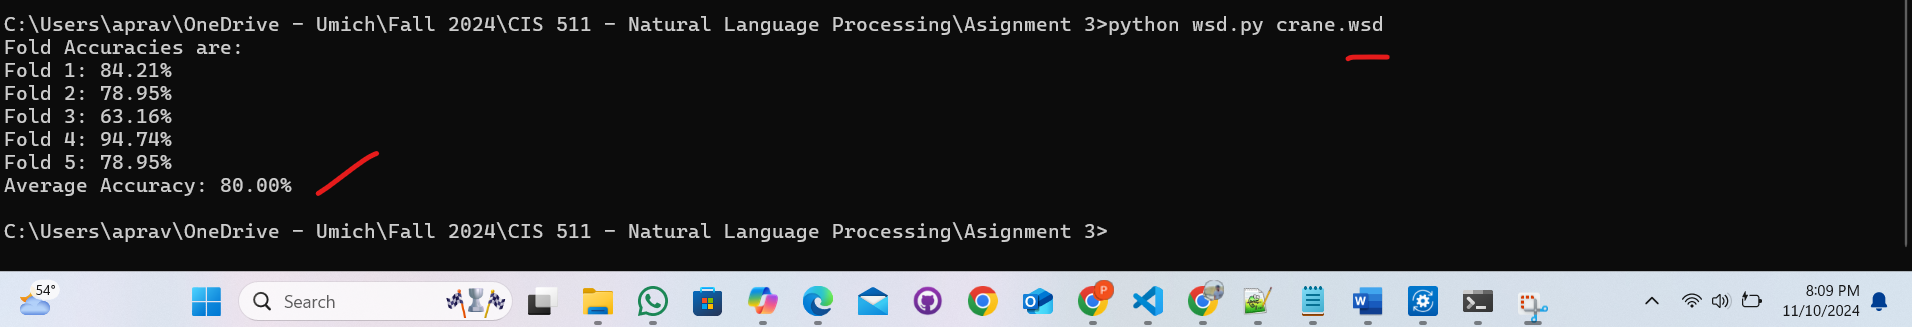 C:\Users\aprav\OneDrive - Umich\Fall 2024\CIS 511 - Natural Language Processing\Asignment 3>python wsd.py crane.wsd
Fold Accuracies are:
Fold 1: 84.21%
Fold 2: 78.95%
Fold 3: 63.16%
Fold 4: 94.74%
Fold 5: 78.95%
Average Accuracy: 80.00%
C:\Users\aprav\OneDrive - Umich\Fall 2024\CIS 511 - Natural Language Processing\Asignment 3>
54°
Search
P
8:09 PM
11/10/2024